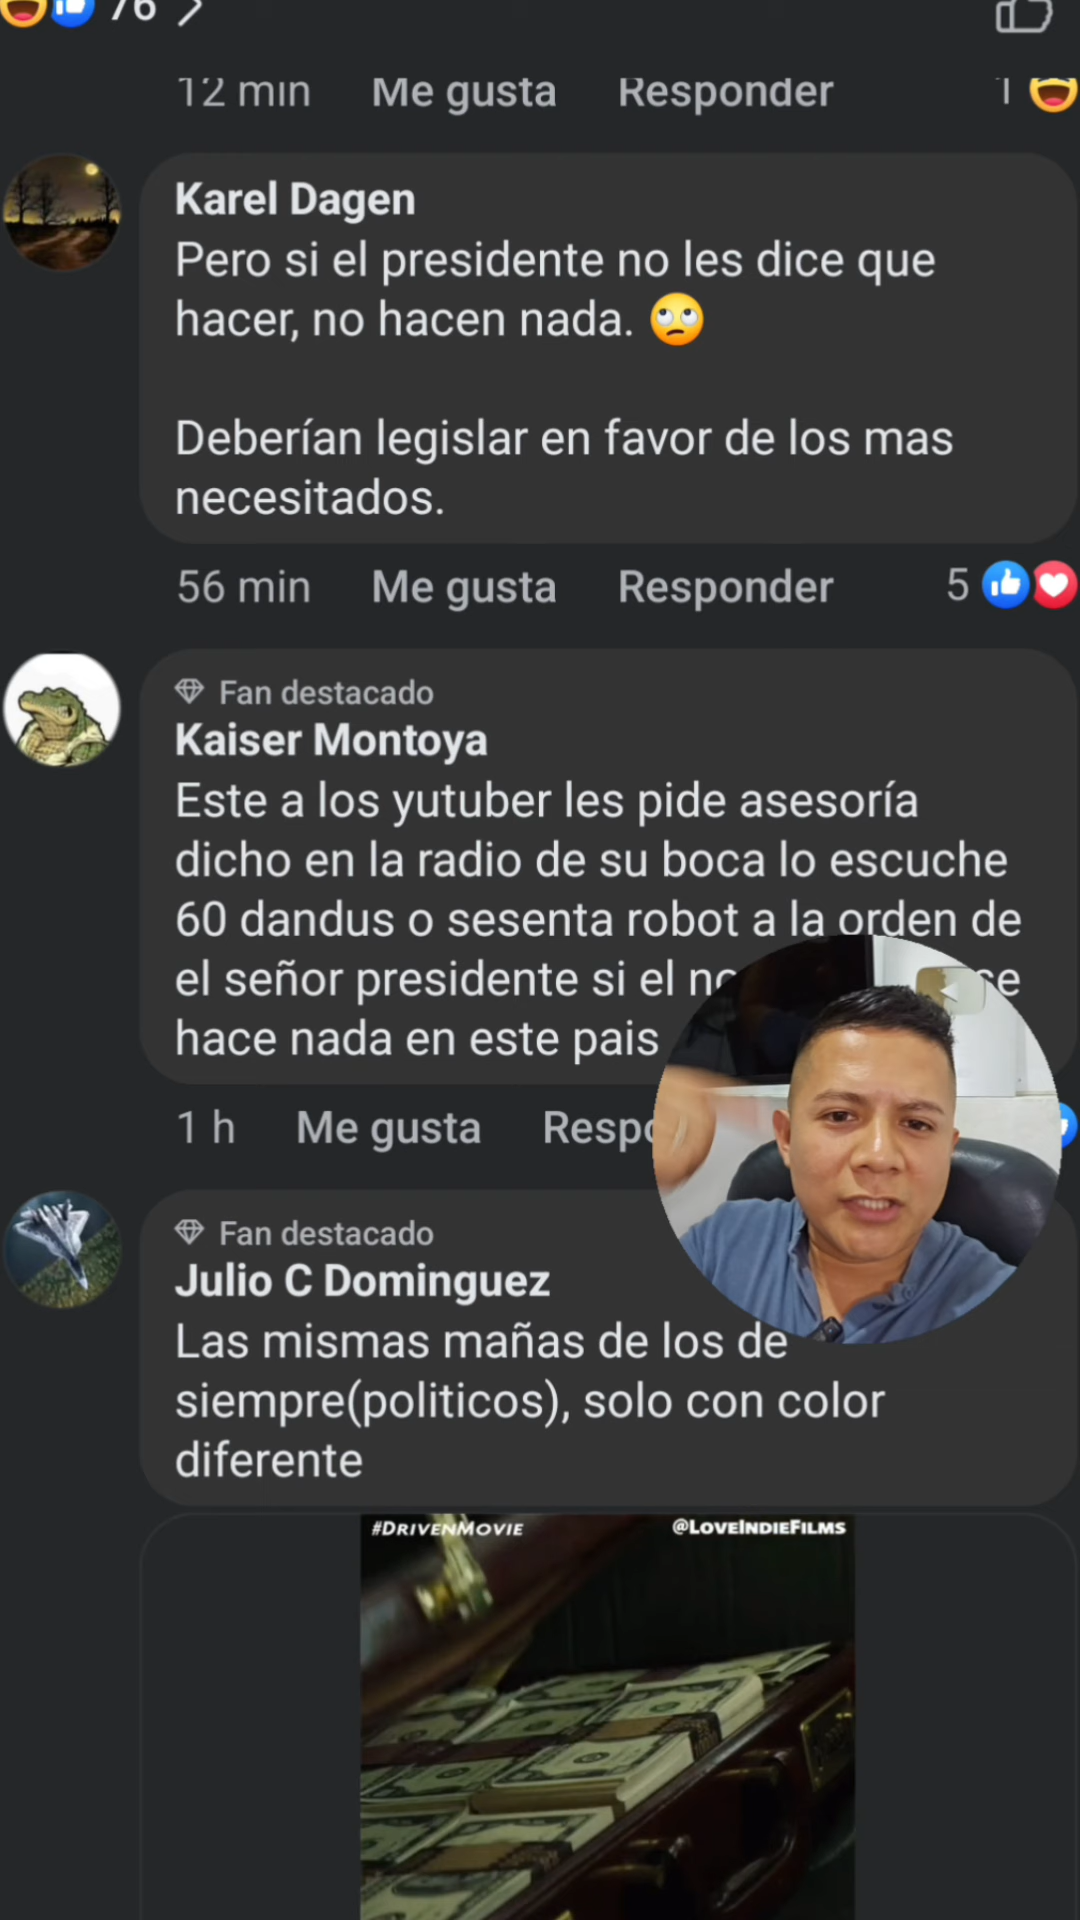 76
12 min Me gusta Responder 1
Karel Dagen
Pero si el presidente no les dice que
hacer, no hacen nada. 🙄
Deberían legislar en favor de los mas
necesitados.
56 min Me gusta Responder 5
Fan destacado
Kaiser Montoya
Este a los yutuber les pide asesoría
dicho en la radio de su boca lo escuche
60 dandus o sesenta robot a la orden de
el señor presidente si el
hace nada en este pais
1 h Me gusta
Fan destacado
Julio C Dominguez
Las mismas mañas de los de
siempre(politicos), solo con color
diferente
#DRIVENMOVIE @LOVEINDIEFILMS